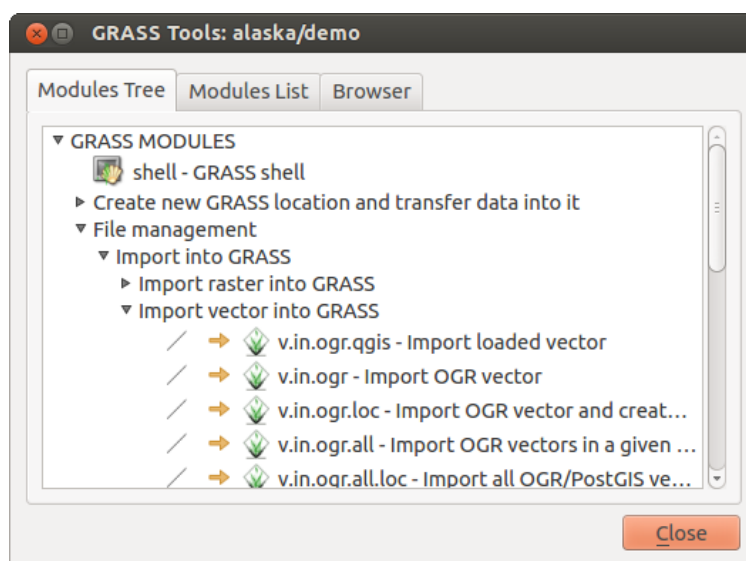 GRASS Tools: alaska/demo
Modules Tree
Modules List
Browser
GRASS MODULES
shell - GRASS shell
Create new GRASS location and transfer data into it
File management
Import into GRASS
Import raster into GRASS
Import vector into GRASS
v.in.ogr.qgis - Import loaded vector
v.in.ogr - Import OGR vector
v.in.ogr.loc - Import OGR vector and creat...
v.in.ogr.all - Import OGR vectors in a given ...
v.in.ogr.all.loc - Import all OGR/PostGIS ve...
Close